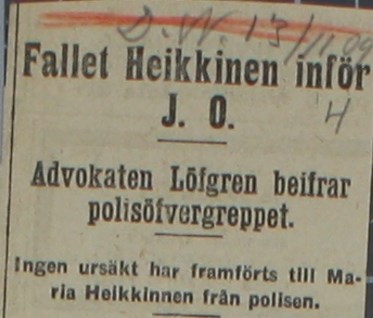 D.N. 13/11.09
Fallet Heikkinen inför
J. O.
4
Advokaten Löfgren beifrar
polisöfvergreppet.
Ingen ursäkt har framförts till Ma-
ria Heikkinnen från polisen.